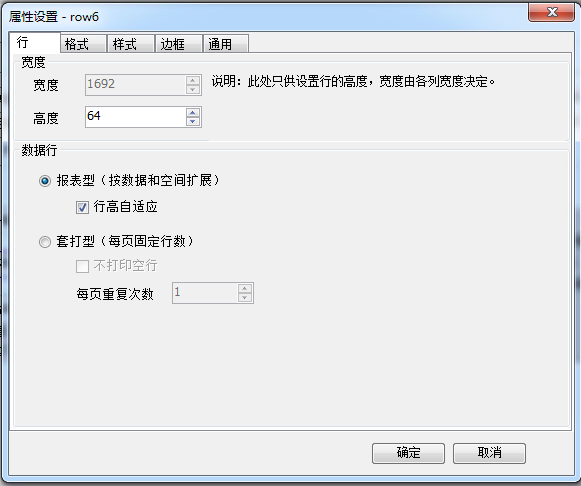 属性设置 - row6
行 格式 样式 边框 通用
宽度
宽度 1692 说明：此处只供设置行的高度，宽度由各列宽度决定。
高度 64
数据行
报表型（按数据和空间扩展）
行高自适应
套打型（每页固定行数）
不打印空行
每页重复次数 1
确定 取消